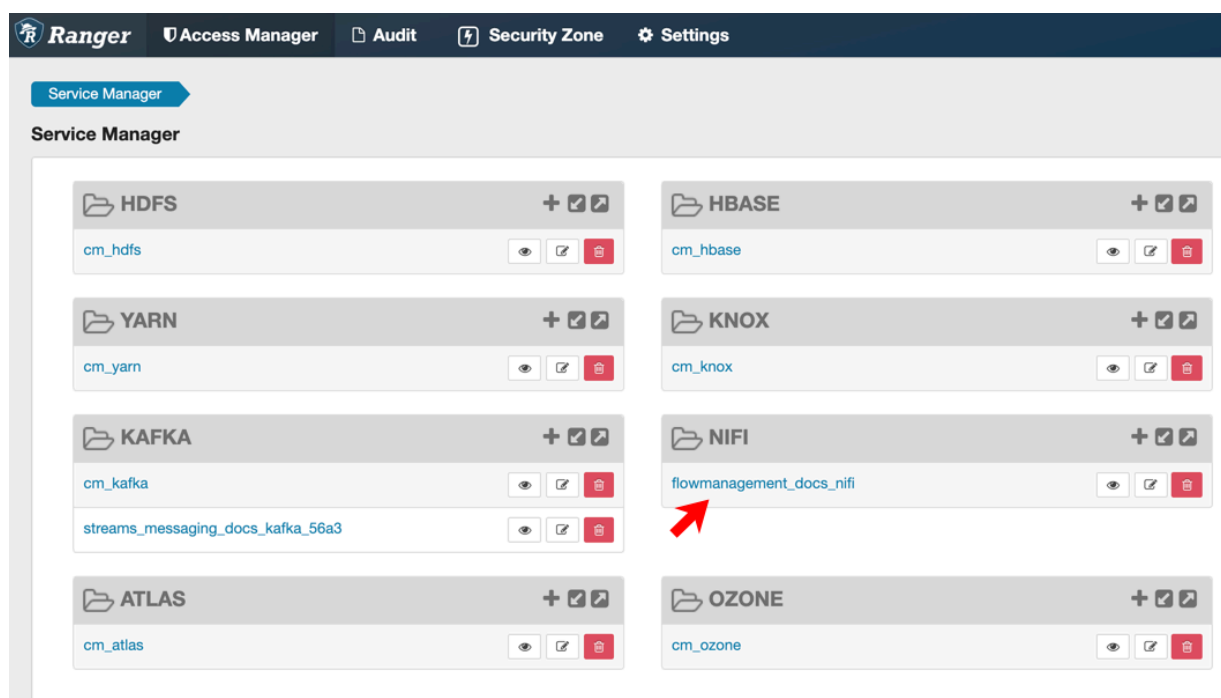 Ranger Access Manager Audit Security Zone Settings
Service Manager
Service Manager
HDFS
cm_hdfs
HBASE
cm_hbase
YARN
cm_yarn
KNOX
cm_knox
KAFKA
cm_kafka
streams_messaging_docs_kafka_56a3
NIFI
flowmanagement_docs_nifi
ATLAS
cm_atlas
OZONE
cm_ozone